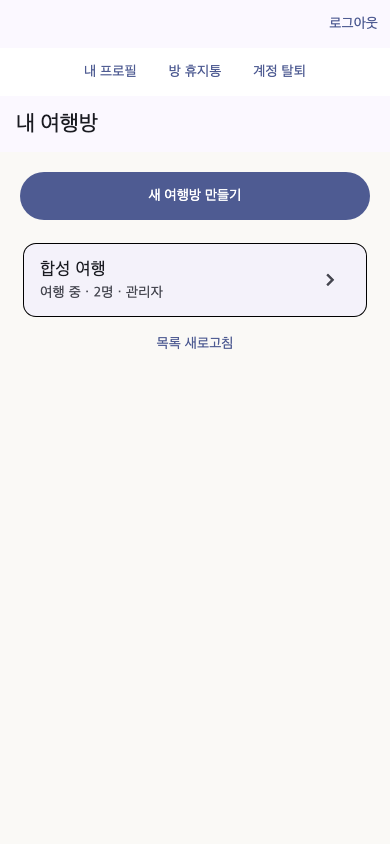 로그아웃
내 프로필 방 휴지통 계정 탈퇴
내 여행방
새 여행방 만들기
합성 여행
여행 중 · 2명 · 관리자
목록 새로고침